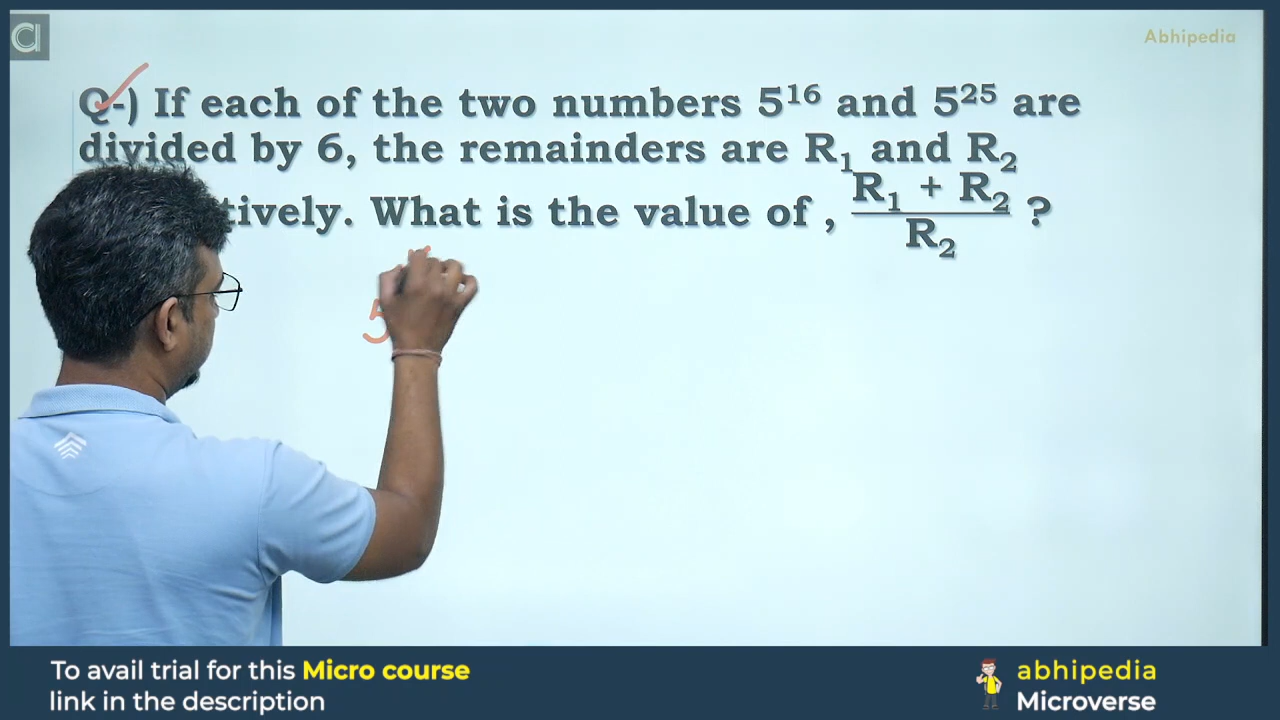 Abhipedia
Q-) If each of the two numbers 5¹⁶ and 5²⁵ are
divided by 6, the remainders are R₁ and R₂
tively. What is the value of , (R₁ + R₂)/R₂ ?
5
To avail trial for this Micro course
link in the description
abhipedia
Microverse